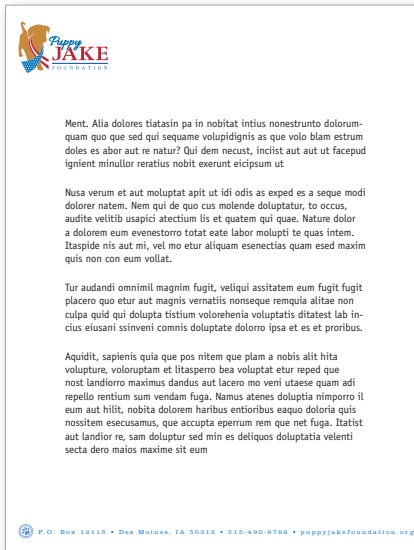 Puppy
JAKE
FOUNDATION
Ment. Alia dolores tiatasin pa in nobitat intius nonestrunto dolorum-
quam quo que sed qui sequame volupidignis as que volo blam estrum
doles es abor aut re natur? Qui dem necust, inciist aut aut ut facepud
ignient minullor reratius nobit exerunt eicipsum ut
Nusa verum et aut moluptat apit ut idi odis as exped es a seque modi
dolorer natem. Nem qui de quo cus molende doluptatur, to occus,
audite velitib usapici atectium lis et quatem qui quae. Nature dolor
a dolorem eum evenestorro totat eate labor molupti te quas intem.
Itaspide nis aut mi, vel mo etur aliquam esenectias quam esed maxim
quis non con eum vollat.
Tur audandi omnimil magnim fugit, veliqui assitatem eum fugit fugit
placero quo etur aut magnis vernatiis nonseque remquia alitae non
culpa quid qui dolupta tistium volorehenia voluptatis ditatest lab in-
cius eiusani ssinveni comnis doluptate dolorro ipsa et es et proribus.
Aquidit, sapienis quia que pos nitem que plam a nobis alit hita
volupture, voloruptam et litasperro bea voluptat etur reped que
nost landiorro maximus dandus aut lacero mo veni utaese quam adi
repello rentium sum vendam fuga. Namus atenes doluptia nimporro il
eum aut hilit, nobita dolorem haribus entioribus eaquo doloria quis
nossitem esecusamus, que accupta eperrum rem que net fuga. Itatist
aut landior re, sam doluptur sed min es deliquos doluptatia velenti
secta dero maios maxime sit eum
P.O. Box 12115 • Des Moines, IA 50312 • 515-490-9766 • puppyjakefoundation.org